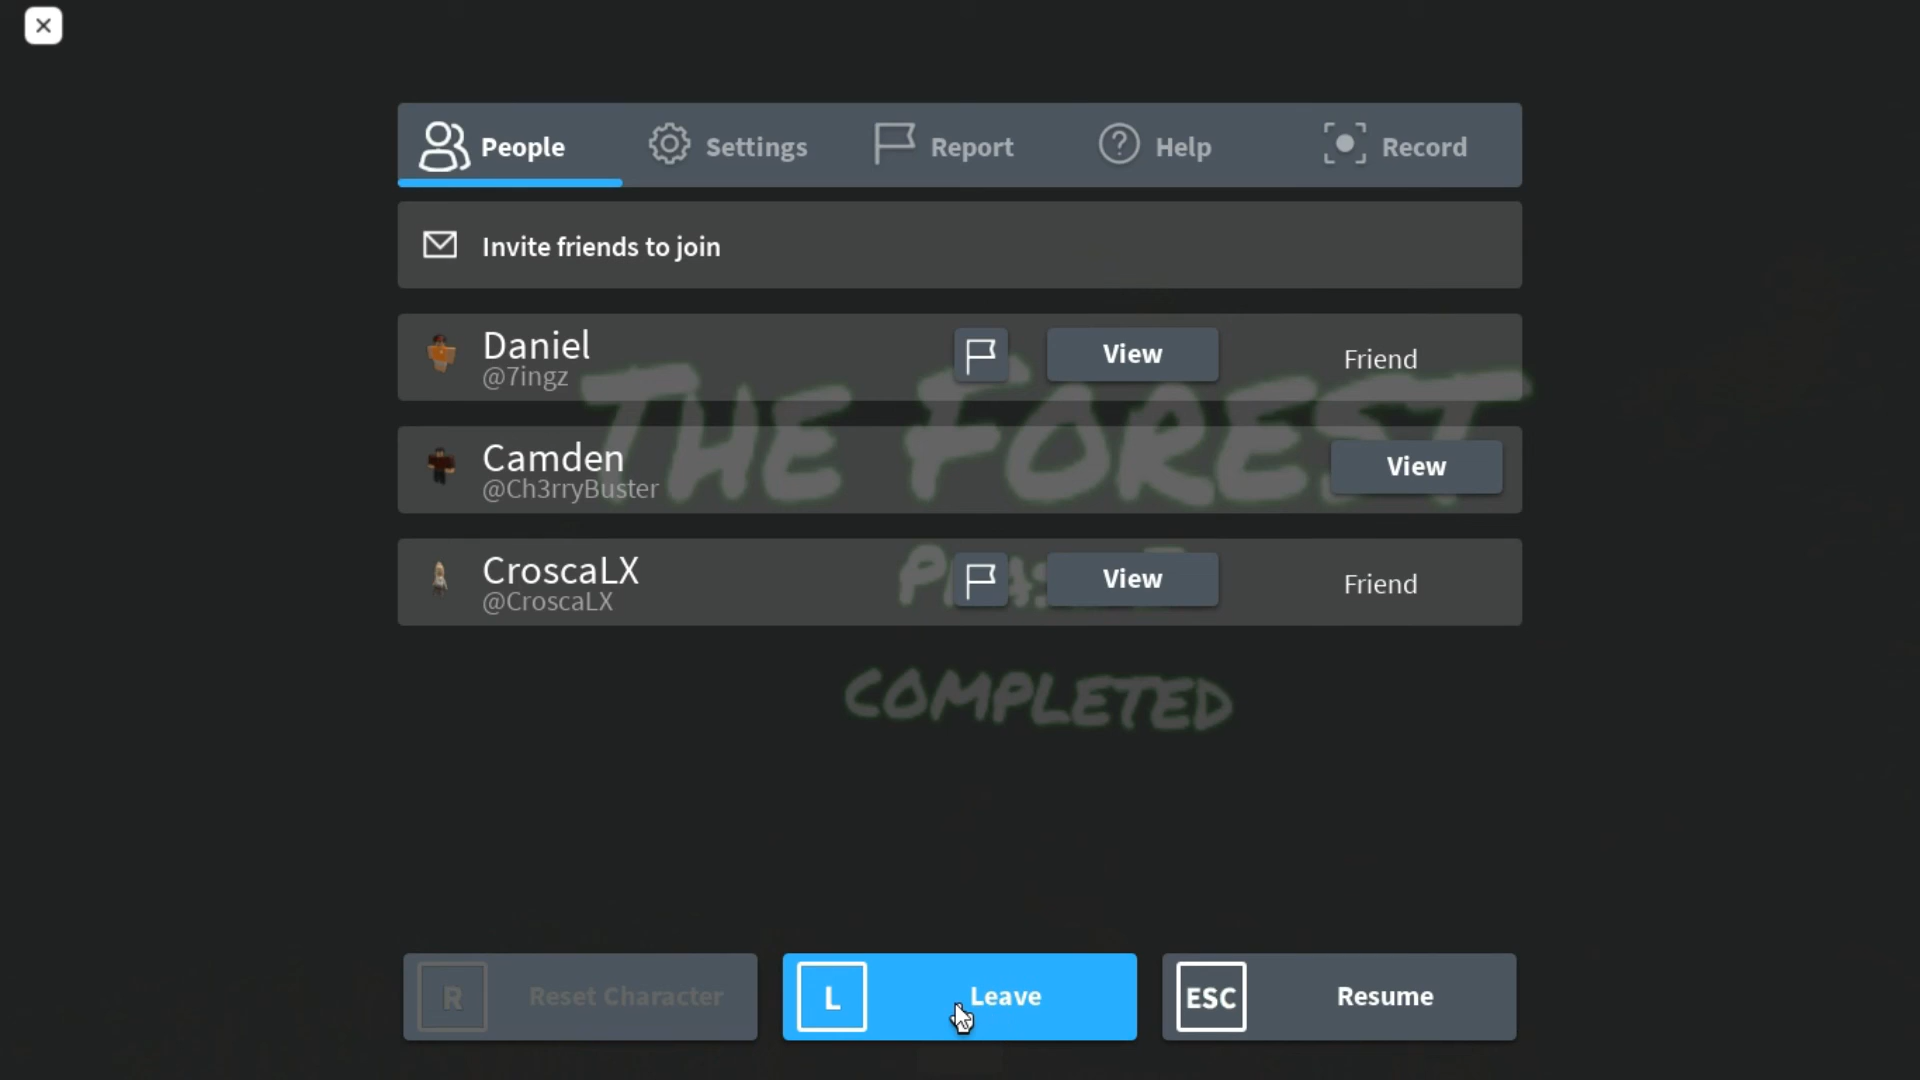 People
Settings
Report
Help
Record
Invite friends to join
Daniel
@7ingz
View
Friend
THE FOREST
Camden
@Ch3rryBuster
View
CroscaLX
@CroscaLX
View
Friend
COMPLETED
R
Reset Character
L
Leave
ESC
Resume